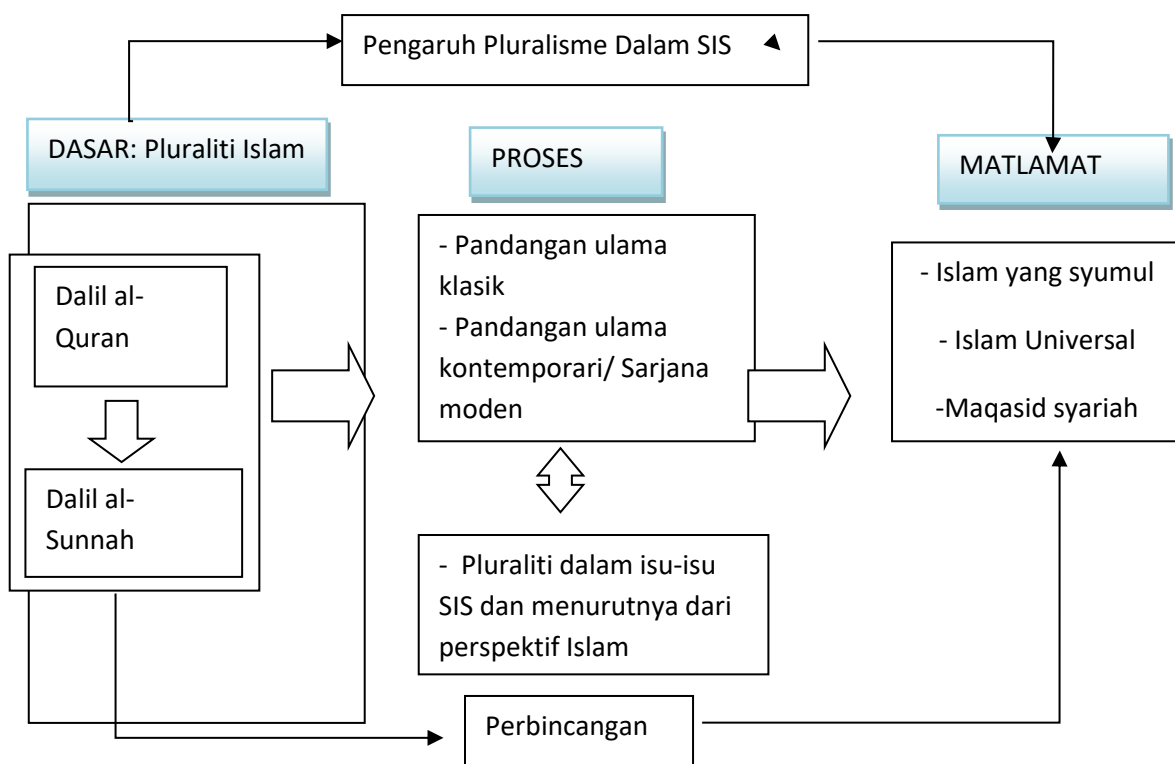 Pengaruh Pluralisme Dalam SIS
DASAR: Pluraliti Islam
PROSES
MATLAMAT
Dalil al-
Quran
Dalil al-
Sunnah
- Pandangan ulama
klasik
- Pandangan ulama
kontemporari/ Sarjana
moden
- Pluraliti dalam isu-isu
SIS dan menurutnya dari
perspektif Islam
- Islam yang syumul
- Islam Universal
-Maqasid syariah
Perbincangan